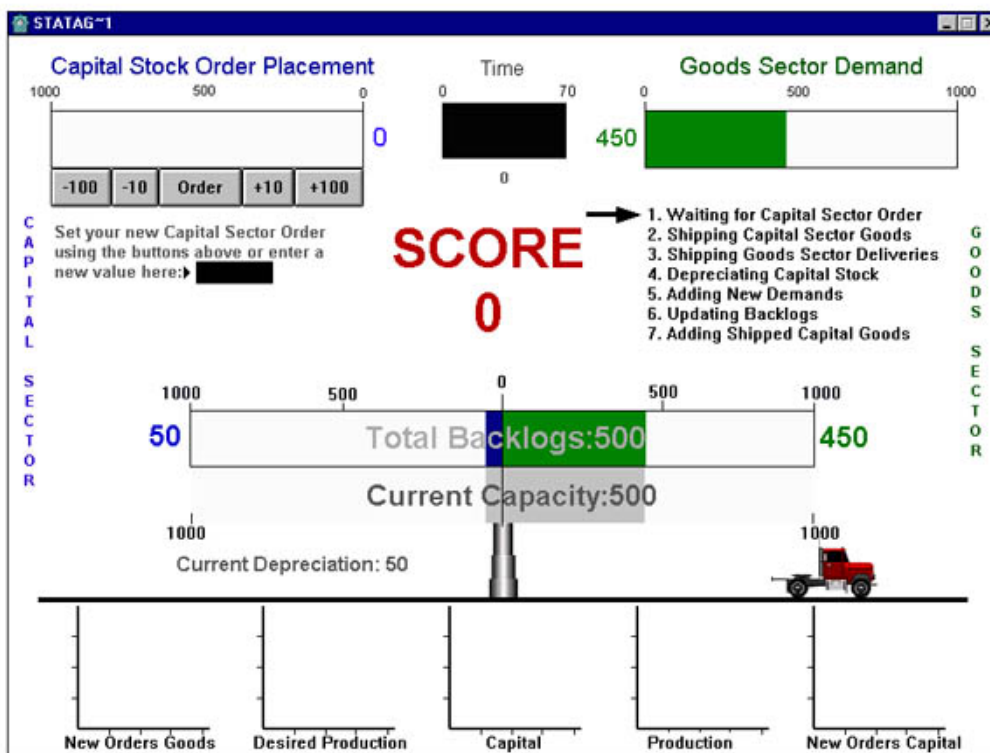 STATAG~1
Capital Stock Order Placement
Time
Goods Sector Demand
1000 500 0
0 70
0 500 1000
0
450
0
-100 -10 Order +10 +100
Set your new Capital Sector Order
using the buttons above or enter a
new value here:
SCORE
0
1. Waiting for Capital Sector Order
2. Shipping Capital Sector Goods
3. Shipping Goods Sector Deliveries
4. Depreciating Capital Stock
5. Adding New Demands
6. Updating Backlogs
7. Adding Shipped Capital Goods
CAPITAL SECTOR
GOODS SECTOR
1000 500 0 500 1000
50
Total Backlogs:500
450
Current Capacity:500
1000 1000
Current Depreciation: 50
New Orders Goods
Desired Production
Capital
Production
New Orders Capital